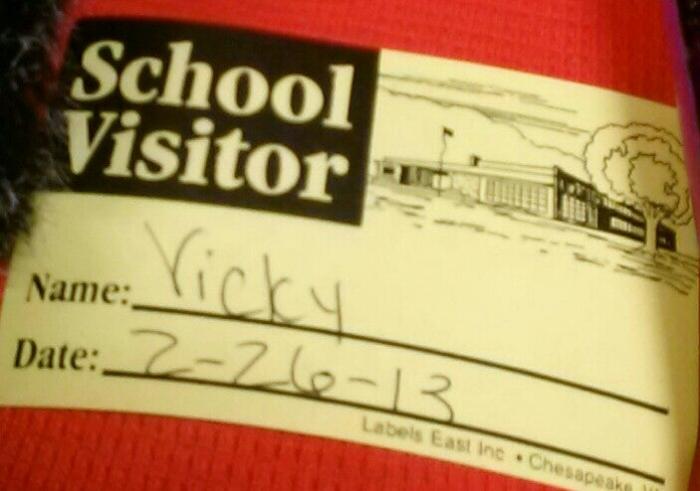 School
Visitor
Name: Vicky
Date: 2-26-13
Labels East Inc • Chesapeake,